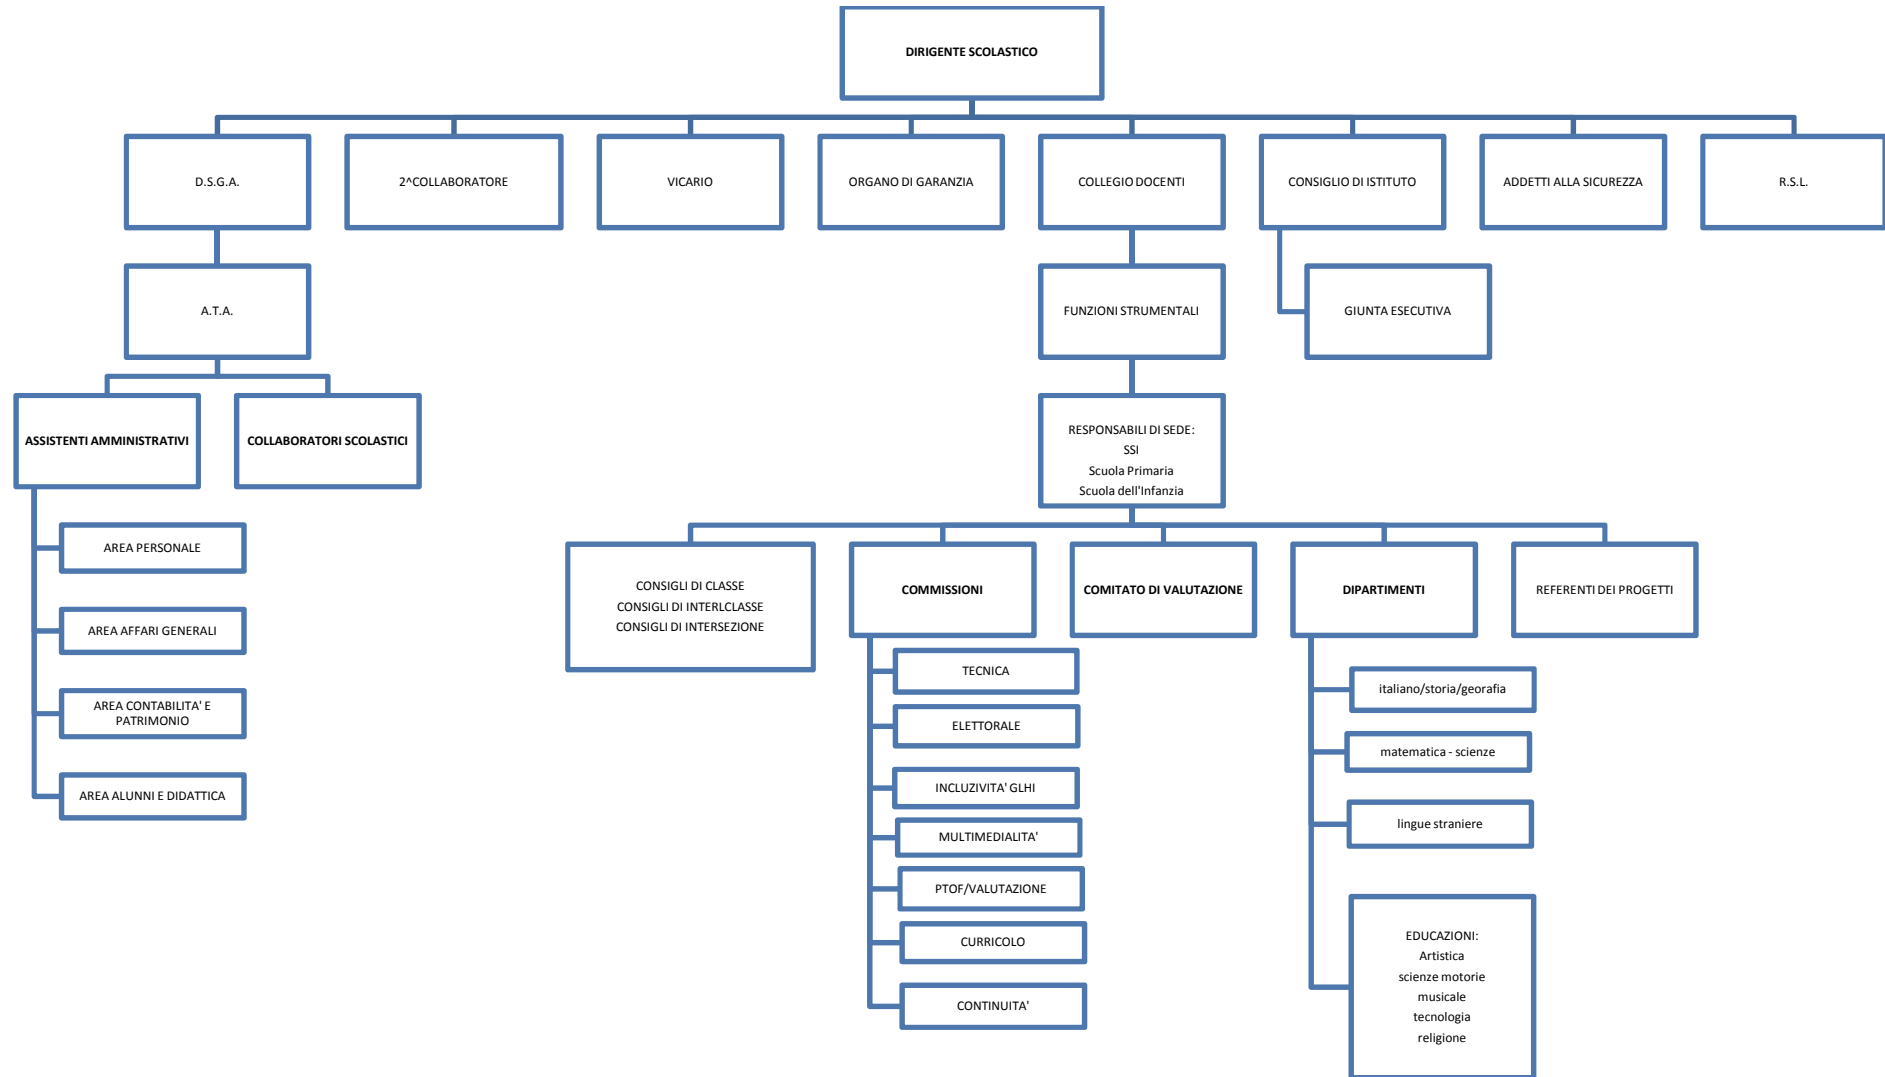 DIRIGENTE SCOLASTICO
D.S.G.A.
2^COLLABORATORE
VICARIO
ORGANO DI GARANZIA
COLLEGIO DOCENTI
CONSIGLIO DI ISTITUTO
ADDETTI ALLA SICUREZZA
R.S.L.
A.T.A.
FUNZIONI STRUMENTALI
GIUNTA ESECUTIVA
ASSISTENTI AMMINISTRATIVI
COLLABORATORI SCOLASTICI
RESPONSABILI DI SEDE:
SSI
Scuola Primaria
Scuola dell'Infanzia
AREA PERSONALE
AREA AFFARI GENERALI
AREA CONTABILITA' E
PATRIMONIO
AREA ALUNNI E DIDATTICA
CONSIGLI DI CLASSE
CONSIGLI DI INTERLCLASSE
CONSIGLI DI INTERSEZIONE
COMMISSIONI
COMITATO DI VALUTAZIONE
DIPARTIMENTI
REFERENTI DEI PROGETTI
TECNICA
ELETTORALE
INCLUZIVITA' GLHI
MULTIMEDIALITA'
PTOF/VALUTAZIONE
CURRICOLO
CONTINUITA'
italiano/storia/georafia
matematica - scienze
lingue straniere
EDUCAZIONI:
Artistica
scienze motorie
musicale
tecnologia
religione